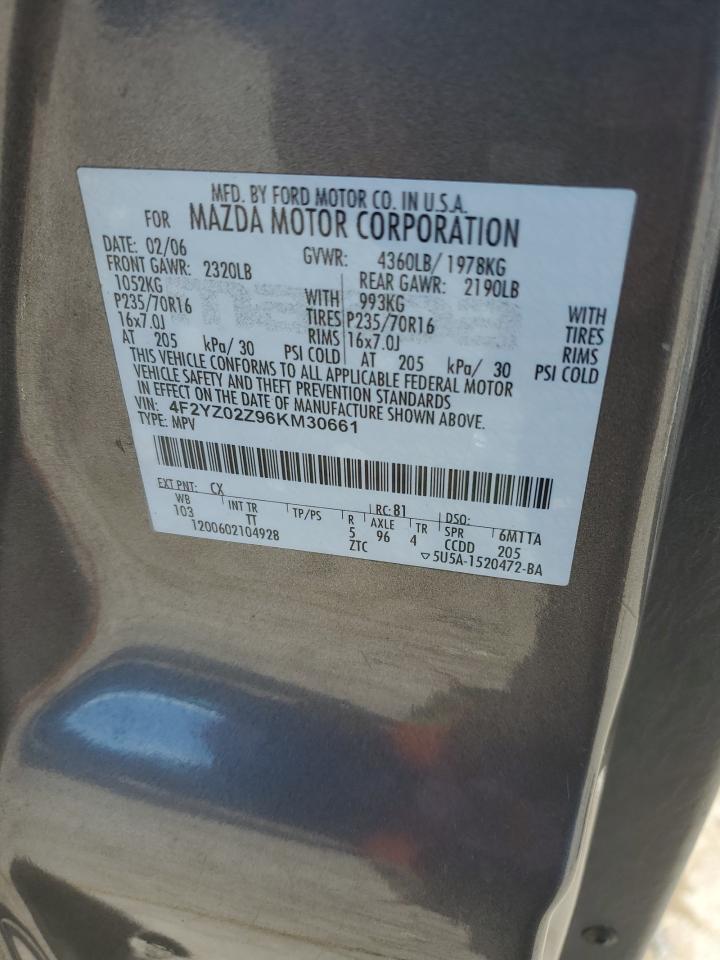 MFD. BY FORD MOTOR CO. IN U.S.A.
FOR MAZDA MOTOR CORPORATION
DATE: 02/06 GVWR: 4360LB/ 1978KG
FRONT GAWR: 2320LB REAR GAWR: 2190LB
1052KG WITH 993KG WITH
P235/70R16 TIRES P235/70R16 TIRES
16x7.0J RIMS 16x7.0J RIMS
AT 205 kPa/ 30 PSI COLD AT 205 kPa/ 30 PSI COLD
THIS VEHICLE CONFORMS TO ALL APPLICABLE FEDERAL MOTOR
VEHICLE SAFETY AND THEFT PREVENTION STANDARDS
IN EFFECT ON THE DATE OF MANUFACTURE SHOWN ABOVE.
VIN: 4F2YZ02Z96KM30661
TYPE: MPV
EXT PNT: CX RC: 81 DSO:
WB INT TR TP/PS R AXLE TR SPR 6M11A
103 TT 5 96 4 CCDD 205
1200602104928 ZTC ▽5U5A-1520472-BA